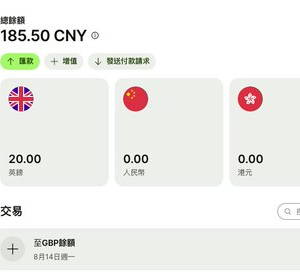 總餘額
185.50 CNY
匯款
增值
發送付款請求
20.00
英鎊
0.00
人民幣
0.00
港元
交易
至GBP餘額
8月14日週一